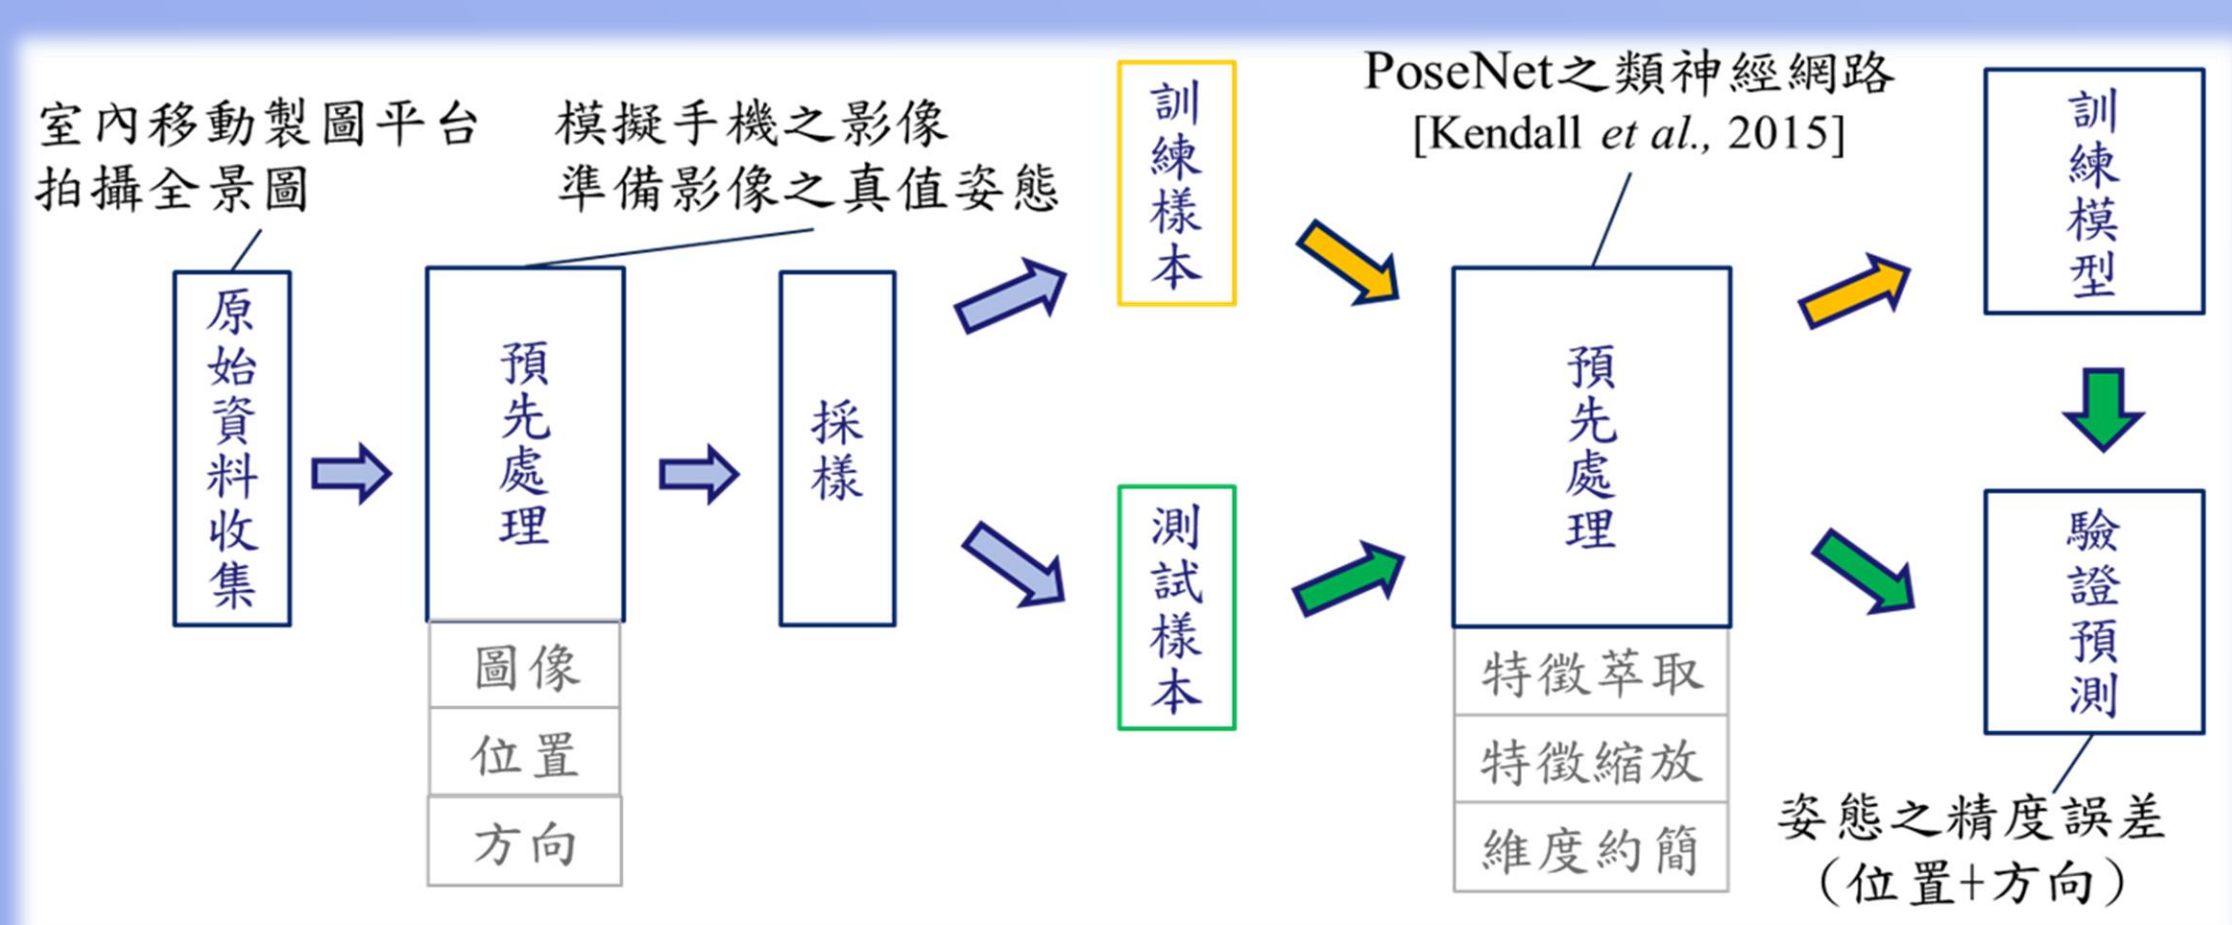 室內移動製圖平台
拍攝全景圖
原始資料收集
模擬手機之影像
準備影像之真值姿態
預先處理
圖像
位置
方向
採樣
訓練樣本
測試樣本
PoseNet之類神經網路
[Kendall et al., 2015]
預先處理
特徵萃取
特徵縮放
維度約簡
訓練模型
驗證預測
姿態之精度誤差
（位置+方向）